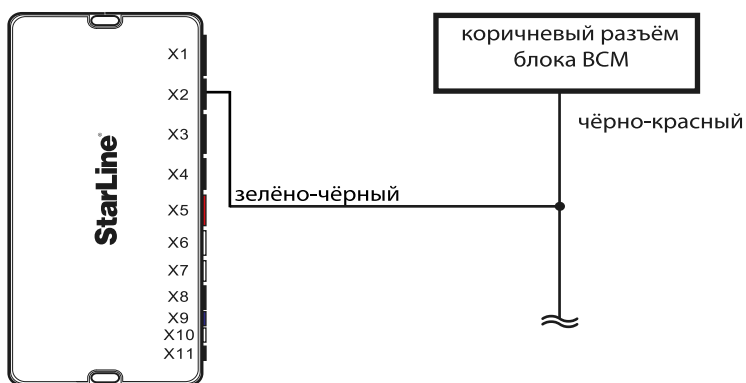 X1
X2
X3
X4
X5
X6
X7
X8
X9
X10
X11
StarLine
зелёно-чёрный
коричневый разъём
блока BCM
чёрно-красный